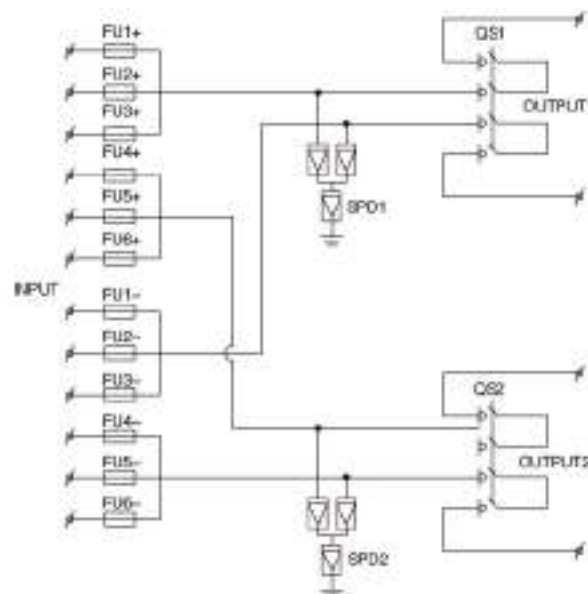 FU1+
FU2+
FU3+
FU4+
FU5+
FU6+
INPUT
FU1-
FU2-
FU3-
FU4-
FU5-
FU6-
SPD1
QS1
OUTPUT
SPD2
QS2
OUTPUT2